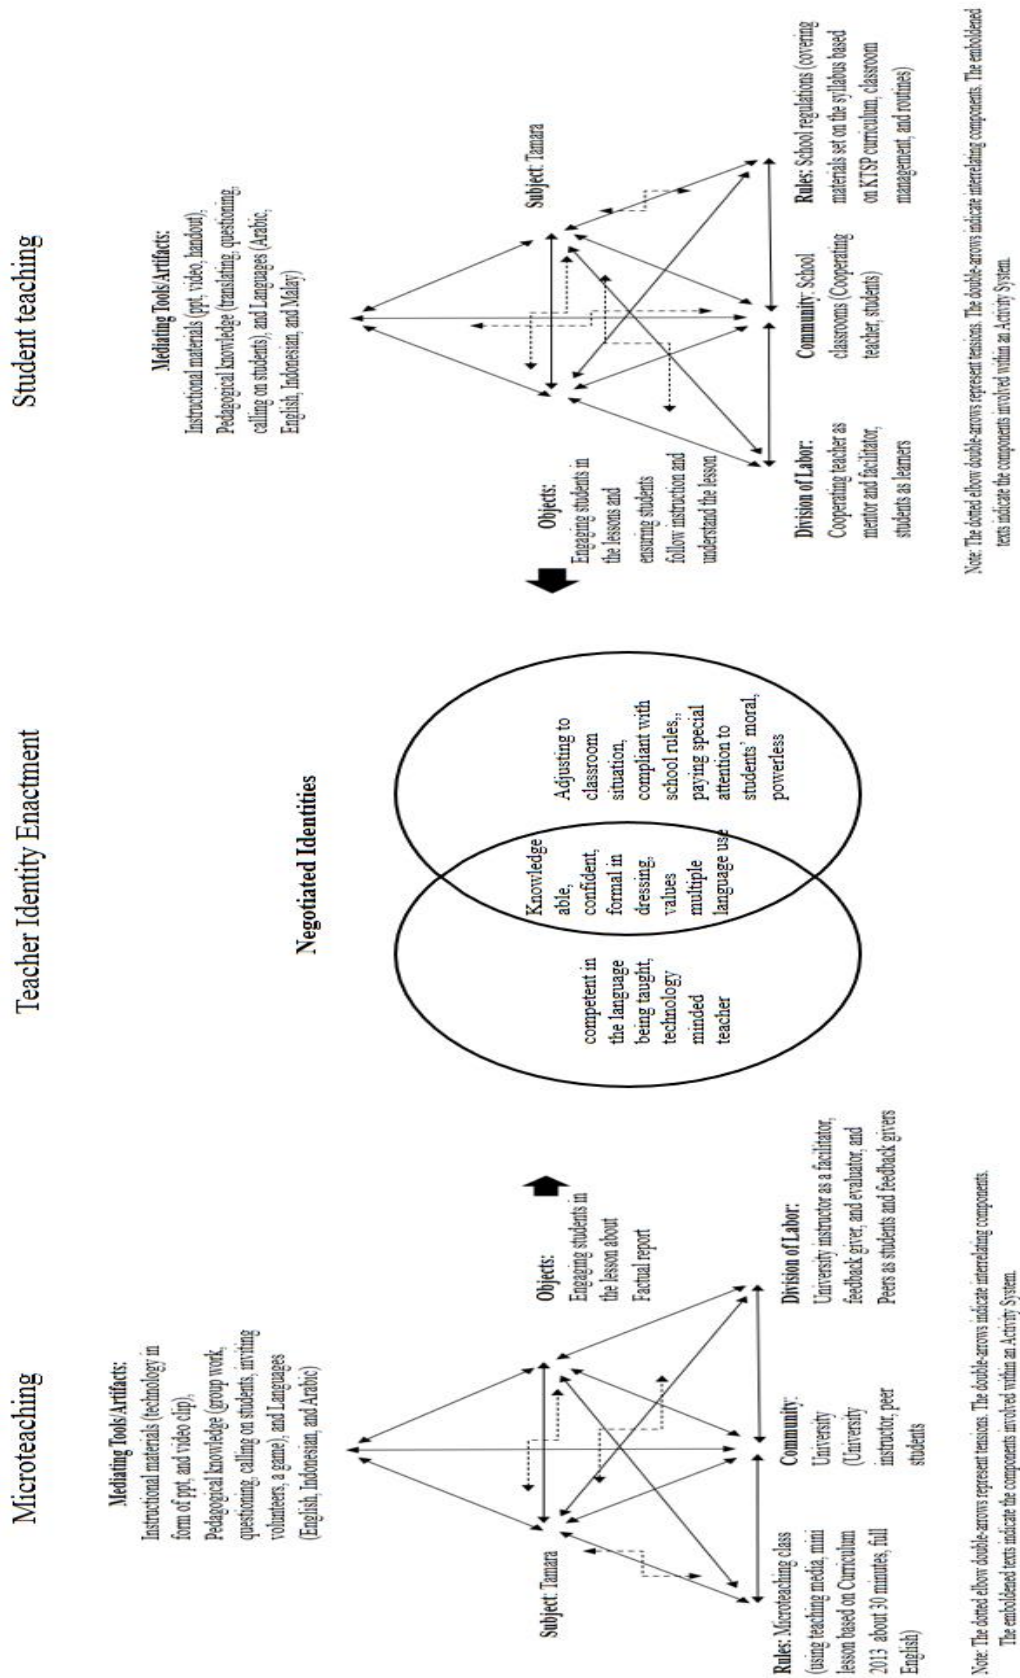 Microteaching
Teacher Identity Enactment
Student teaching
Mediating Tools/Artifacts:
Instructional materials (technology in
form of ppt, and video clip),
Pedagogical knowledge (group work,
questioning, calling on students, inviting
volunteers, a game), and Languages
(English, Indonesian, and Arabic)
Subject: Tamara
Objects:
Engaging students in
the lesson about
Factual report
Rules: Microteaching class
(using teaching media, mini
lesson based on Curriculum
2013 about 30 minutes, full
English)
Community:
University
(University
instructor, peer
students
Division of Labor:
University instructor as a facilitator,
feedback giver, and evaluator, and
Peers as students and feedback givers
Note: The dotted elbow double-arrows represent tensions. The double-arrows indicate interrelating components.
The emboldened texts indicate the components involved within an Activity System.
Negotiated Identities
competent in
the language
being taught,
technology
minded
teacher
Knowledge
able,
confident,
formal in
dressing,
values
multiple
language use
Adjusting to
classroom
situation,
compliant with
school rules,,
paying special
attention to
students' moral,
powerless
Mediating Tools/Artifacts:
Instructional materials (ppt, video, handout),
Pedagogical knowledge (translating, questioning,
calling on students), and Languages (Arabic,
English, Indonesian, and Malay)
Objects:
Engaging students in
the lessons and
ensuring students
follow instruction and
understand the lesson
Subject: Tamara
Division of Labor:
Cooperating teacher as
mentor and facilitator,
students as learners
Community: School
classrooms (Cooperating
teacher, students)
Rules: School regulations (covering
materials set on the syllabus based
on KTSP curriculum, classroom
management, and routines)
Note: The dotted elbow double-arrows represent tensions. The double-arrows indicate interrelating components. The emboldened
texts indicate the components involved within an Activity System.